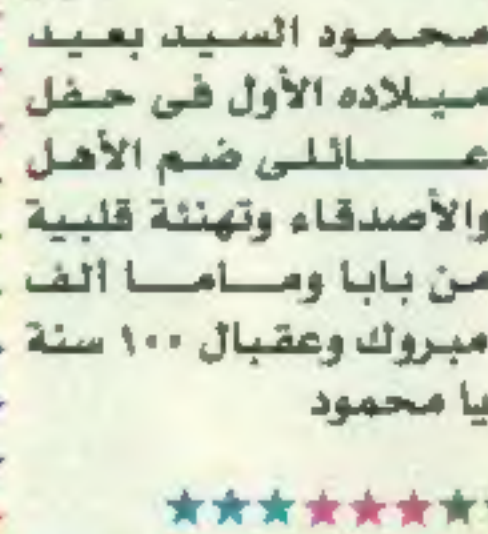 محمود السيد بعيد
ميلاده الأول فى حفل
عائلى ضم الأهل
والأصدقاء وتهنئة قلبية
من بابا وماما ألف
مبروك وعقبال ١٠٠ سنة
يا محمود